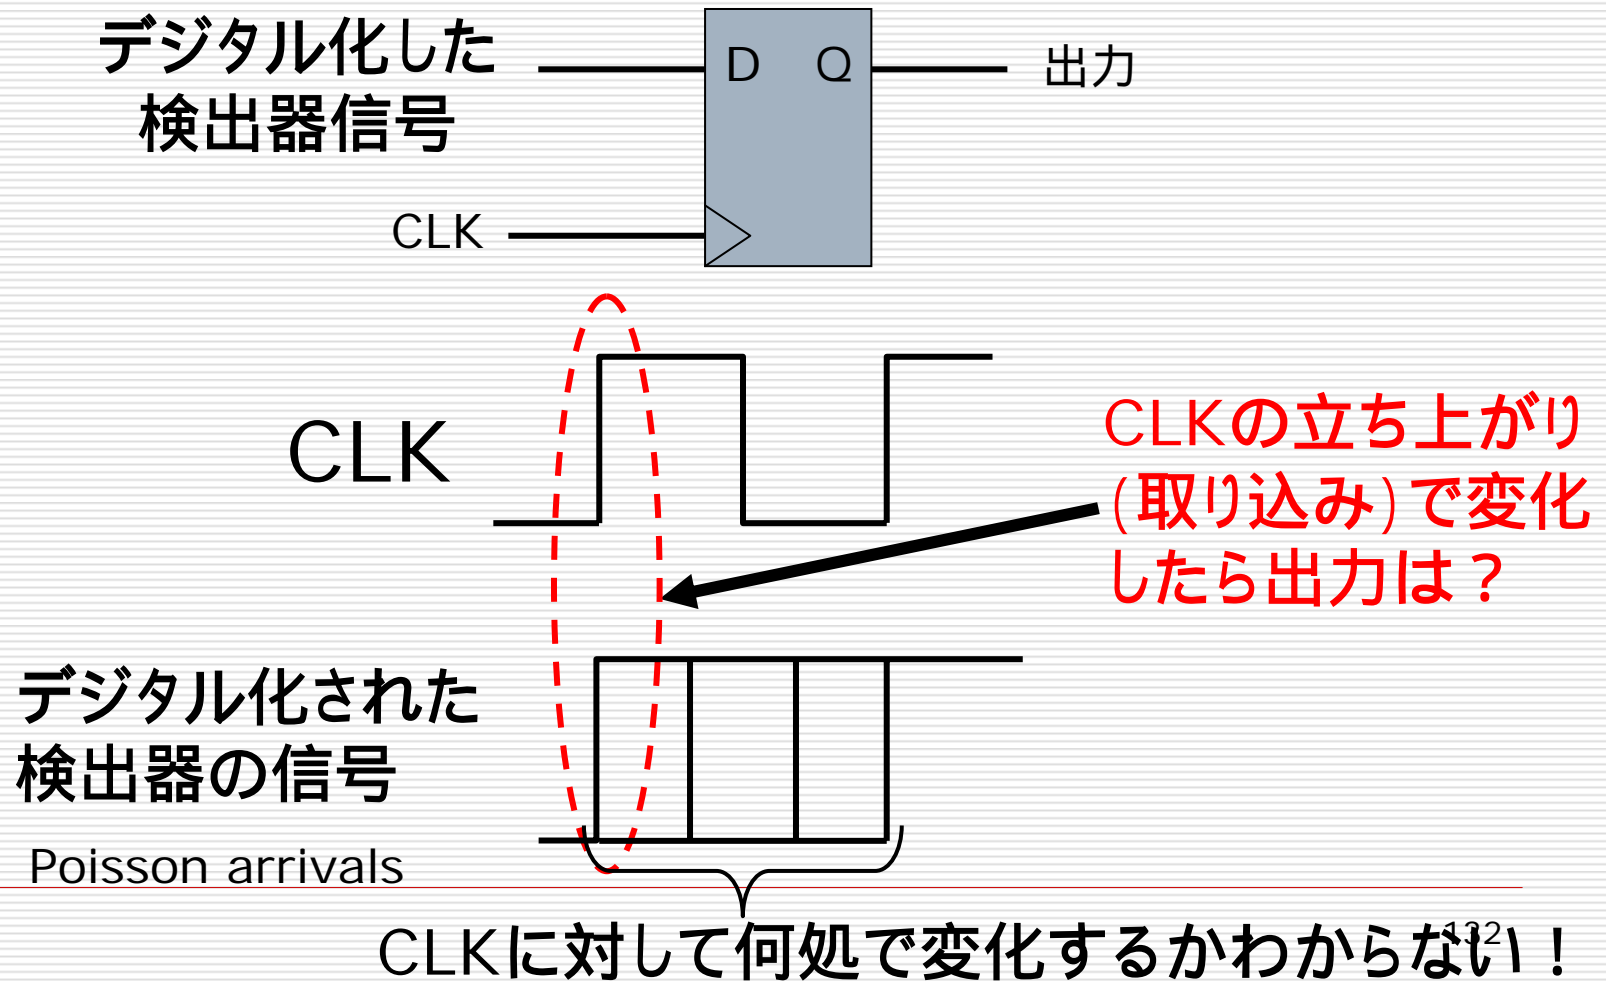 デジタル化した
検出器信号
D Q
出力
CLK
CLK
CLKの立ち上がり
(取り込み)で変化
したら出力は？
デジタル化された
検出器の信号
Poisson arrivals
CLKに対して何処で変化するかわからない！
132